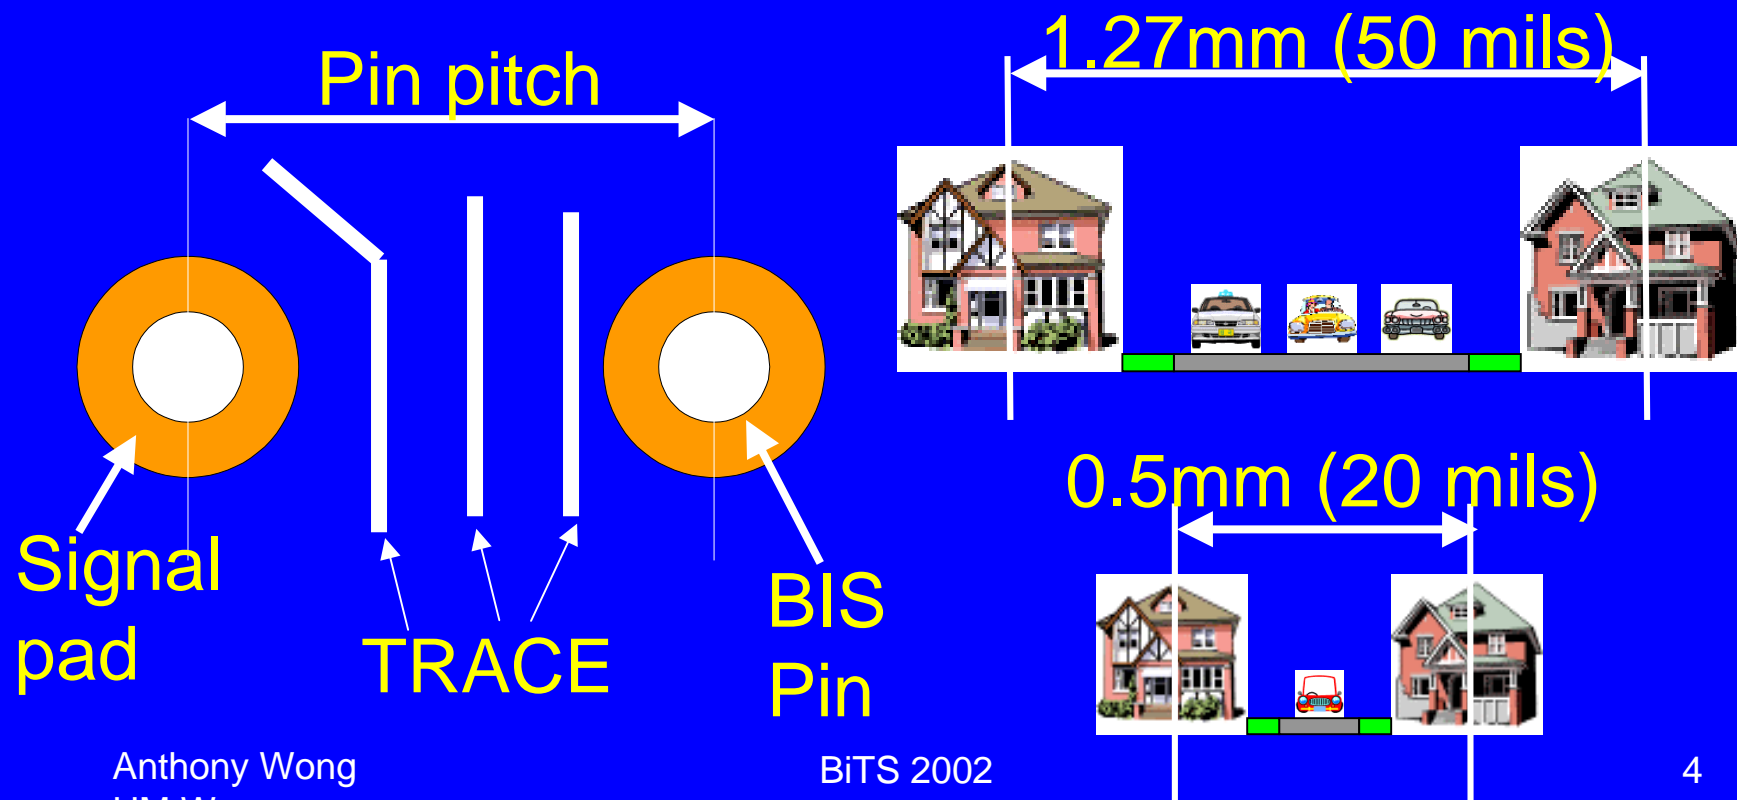 Pin pitch
1.27mm (50 mils)
Signal
pad
TRACE
BIS
Pin
0.5mm (20 mils)
Anthony Wong
BiTS 2002
4